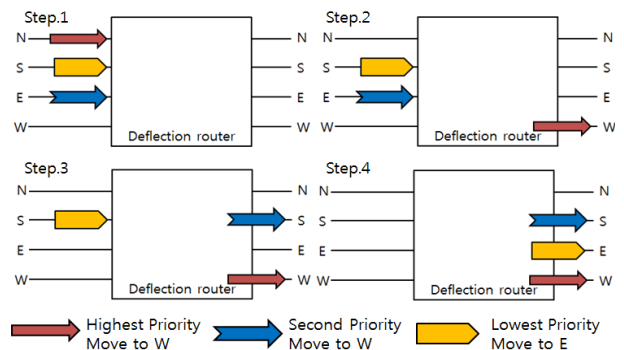 Step.1
N
S
E
W
N
S
E
W
Deflection router
Step.2
N
S
E
W
N
S
E
W
Deflection router
Step.3
N
S
E
W
N
S
E
W
Deflection router
Step.4
N
S
E
W
N
S
E
W
Deflection router
Highest Priority
Move to W
Second Priority
Move to W
Lowest Priority
Move to E